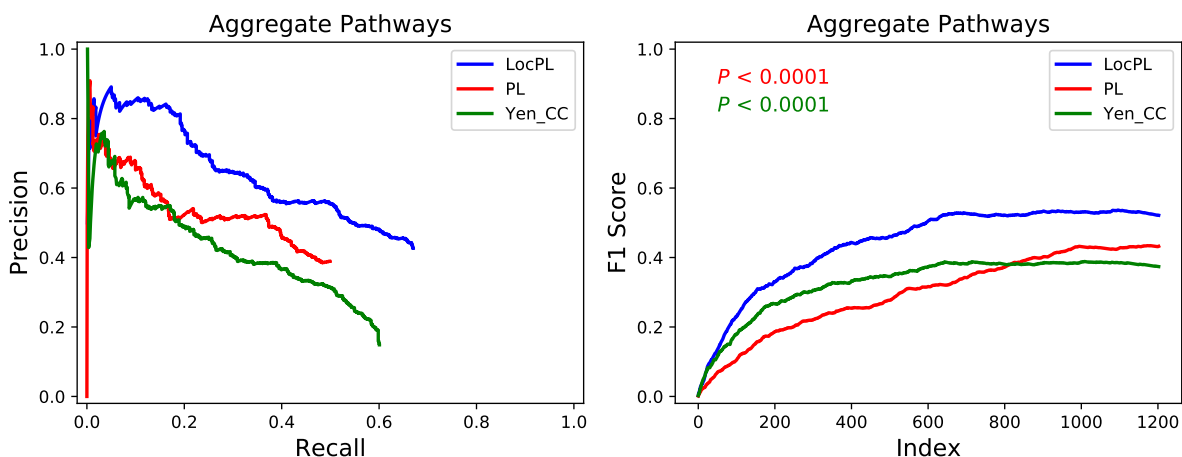 Aggregate Pathways
1.0
0.8
0.6
0.4
0.2
0.0
Precision
0.0 0.2 0.4 0.6 0.8 1.0
Recall
LocPL
PL
Yen_CC
Aggregate Pathways
1.0
0.8
0.6
0.4
0.2
0.0
F1 Score
0 200 400 600 800 1000 1200
Index
P < 0.0001
P < 0.0001
LocPL
PL
Yen_CC